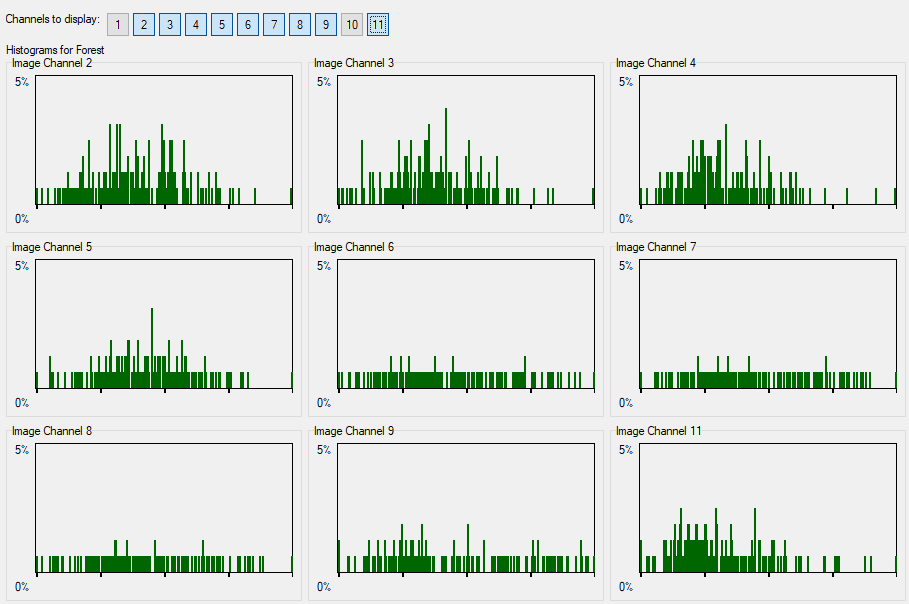 Channels to display: 1 2 3 4 5 6 7 8 9 10 11
Histograms for Forest
Image Channel 2 Image Channel 3 Image Channel 4
5% 5% 5%
0% 0% 0%
Image Channel 5 Image Channel 6 Image Channel 7
5% 5% 5%
0% 0% 0%
Image Channel 8 Image Channel 9 Image Channel 11
5% 5% 5%
0% 0% 0%